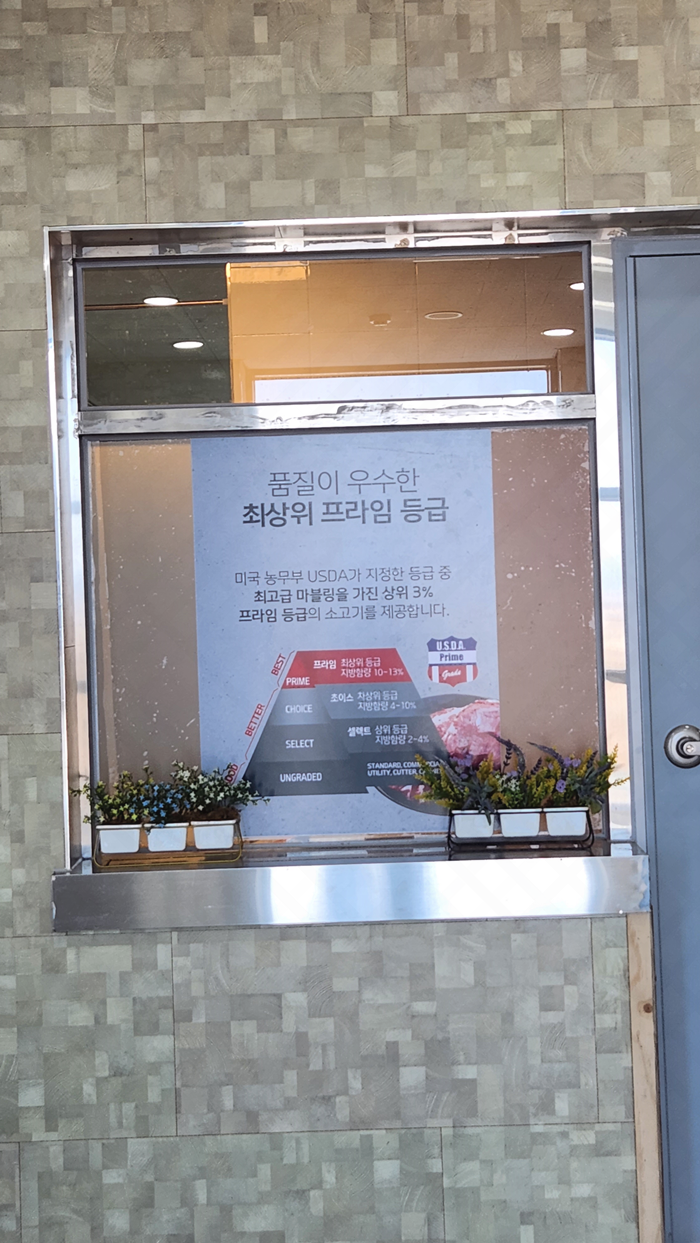 품질이 우수한
최상위 프라임 등급
미국 농무부 USDA가 지정한 등급 중
최고급 마블링을 가진 상위 3%
프라임 등급의 소고기를 제공합니다.
BEST
BETTER
PRIME
프라임 최상위 등급
지방함량 10~13%
U.S.D.A.
Prime
Grade
CHOICE
초이스 차상위 등급
지방함량 4~10%
SELECT
셀렉트 상위 등급
지방함량 2~4%
UNGRADED
STANDARD,
UTILITY, CUTTER,